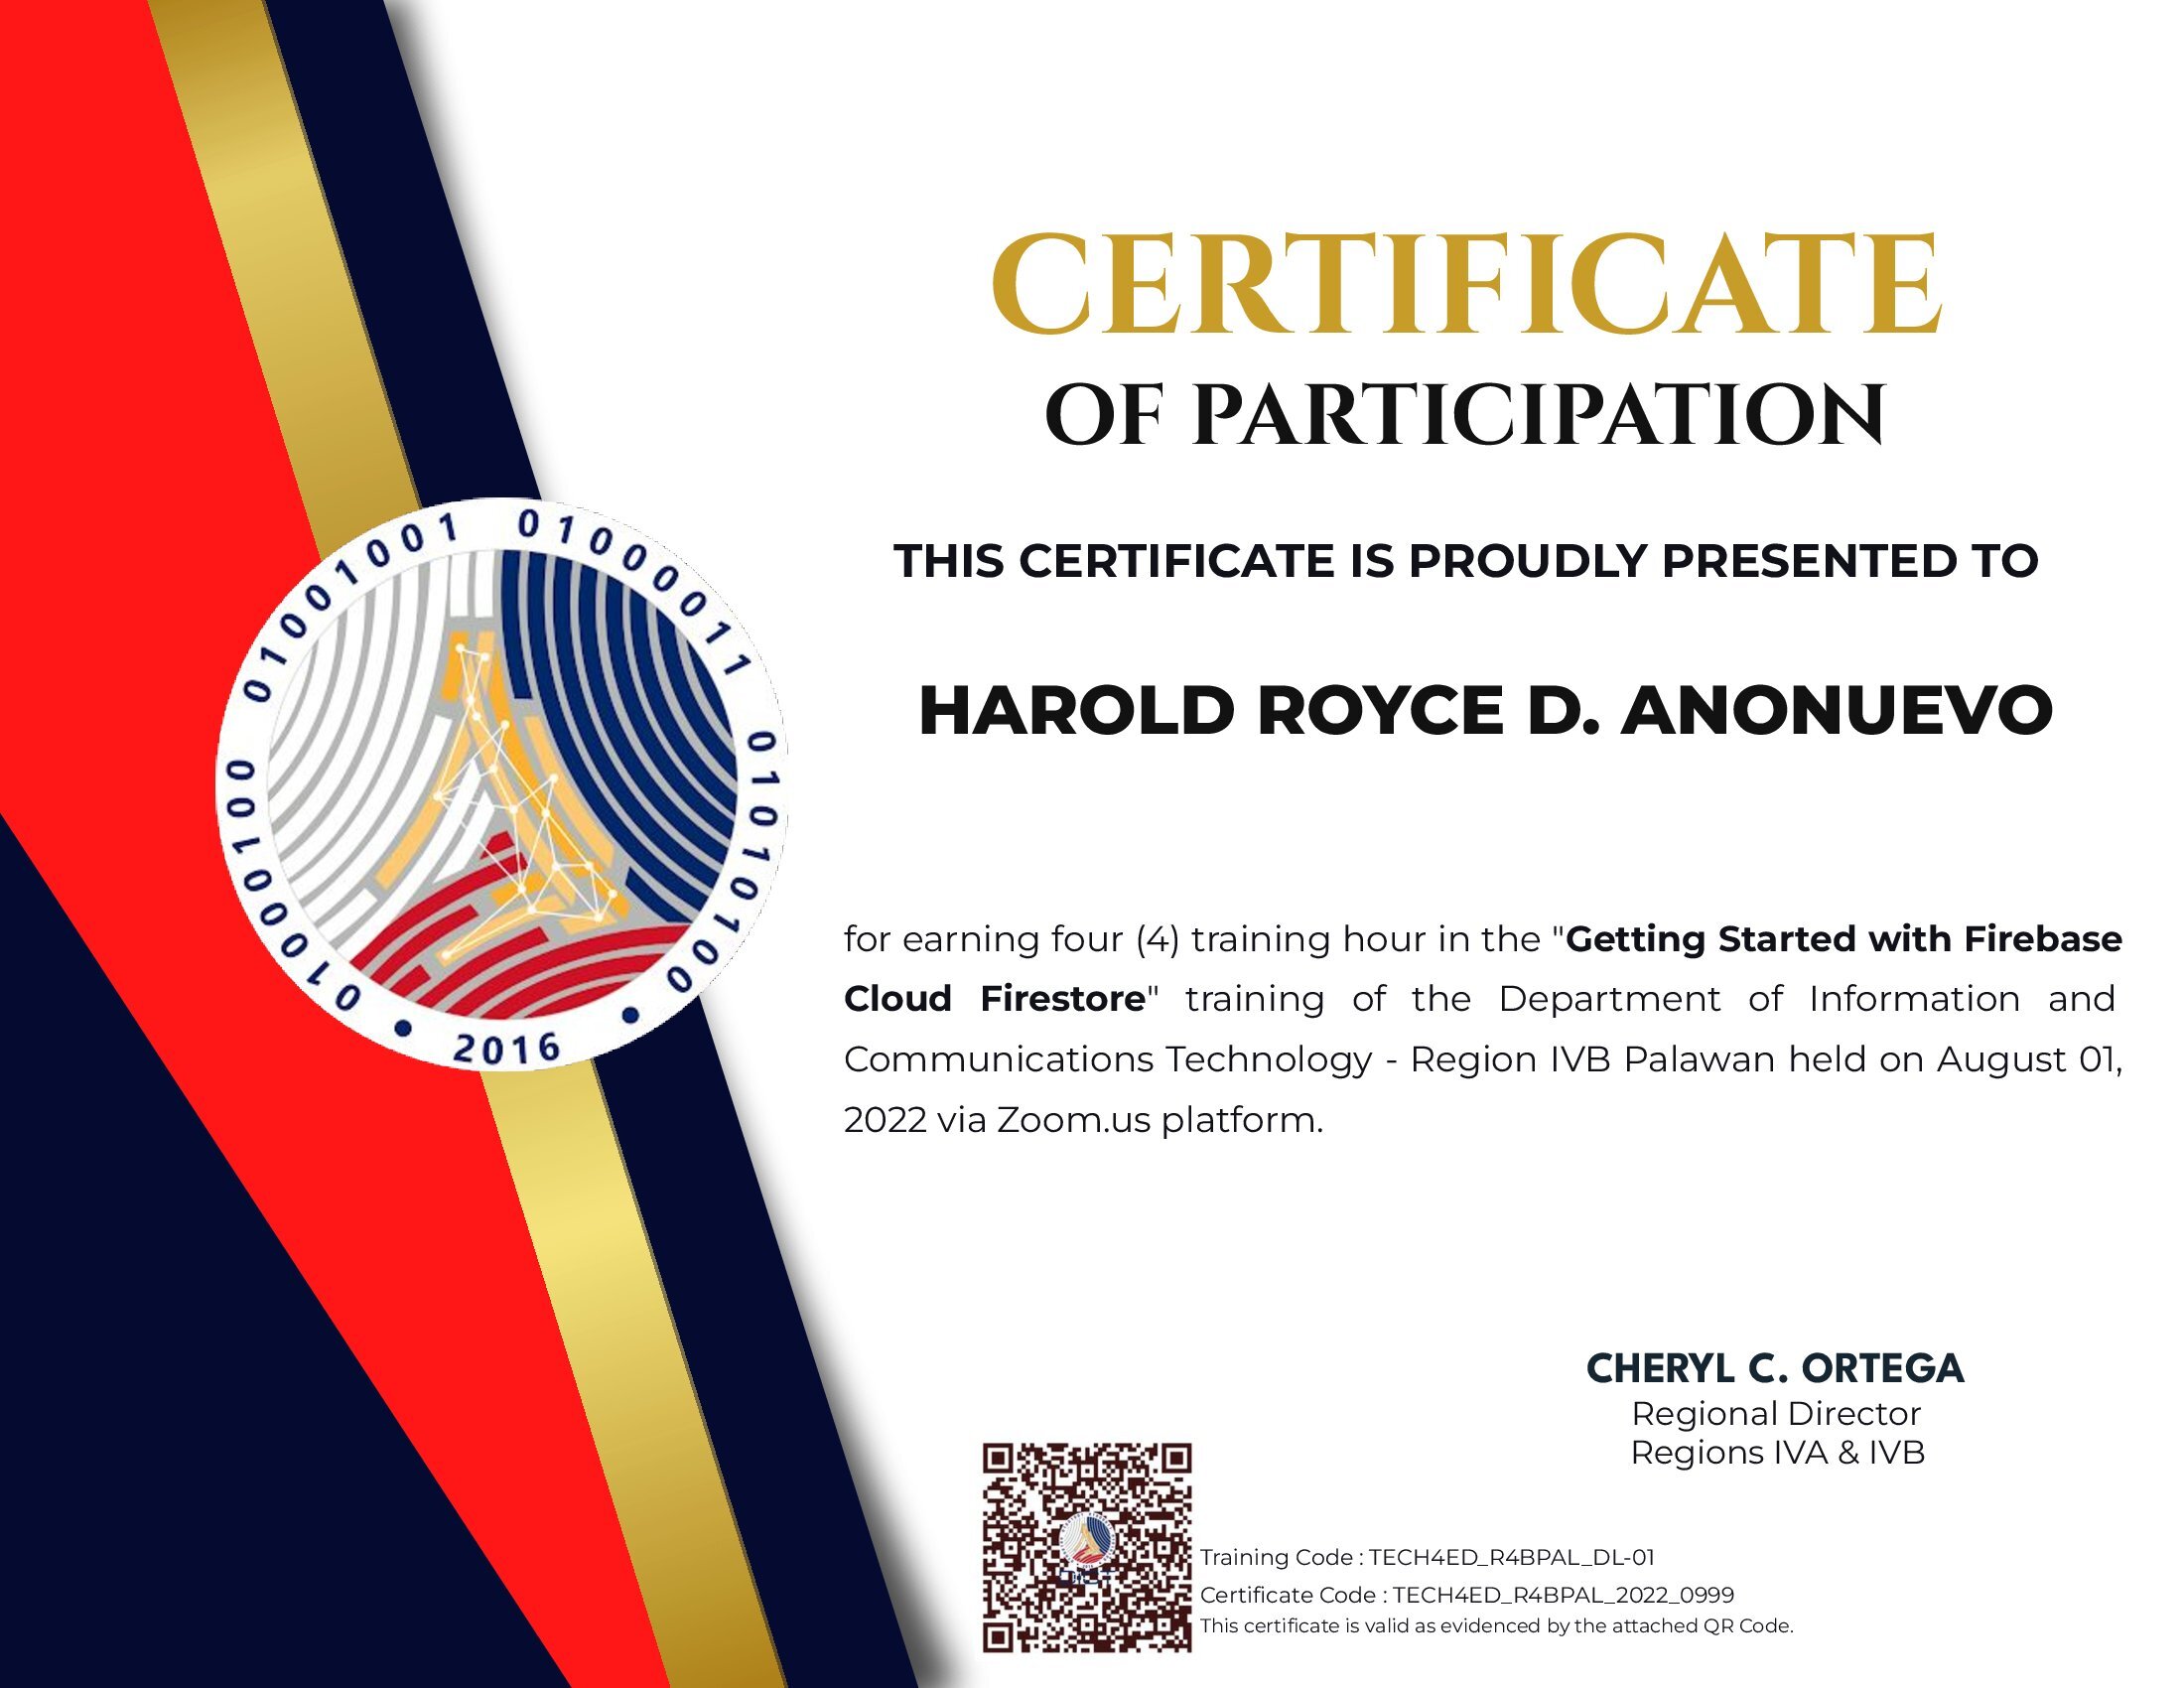 CERTIFICATE
OF PARTICIPATION
THIS CERTIFICATE IS PROUDLY PRESENTED TO
HAROLD ROYCE D. ANONUEVO
01000100 01001001 01000011 01010100
2016
for earning four (4) training hour in the "Getting Started with Firebase
Cloud Firestore" training of the Department of Information and
Communications Technology - Region IVB Palawan held on August 01,
2022 via Zoom.us platform.
CHERYL C. ORTEGA
Regional Director
Regions IVA & IVB
Training Code : TECH4ED_R4BPAL_DL-01
Certificate Code : TECH4ED_R4BPAL_2022_0999
This certificate is valid as evidenced by the attached QR Code.